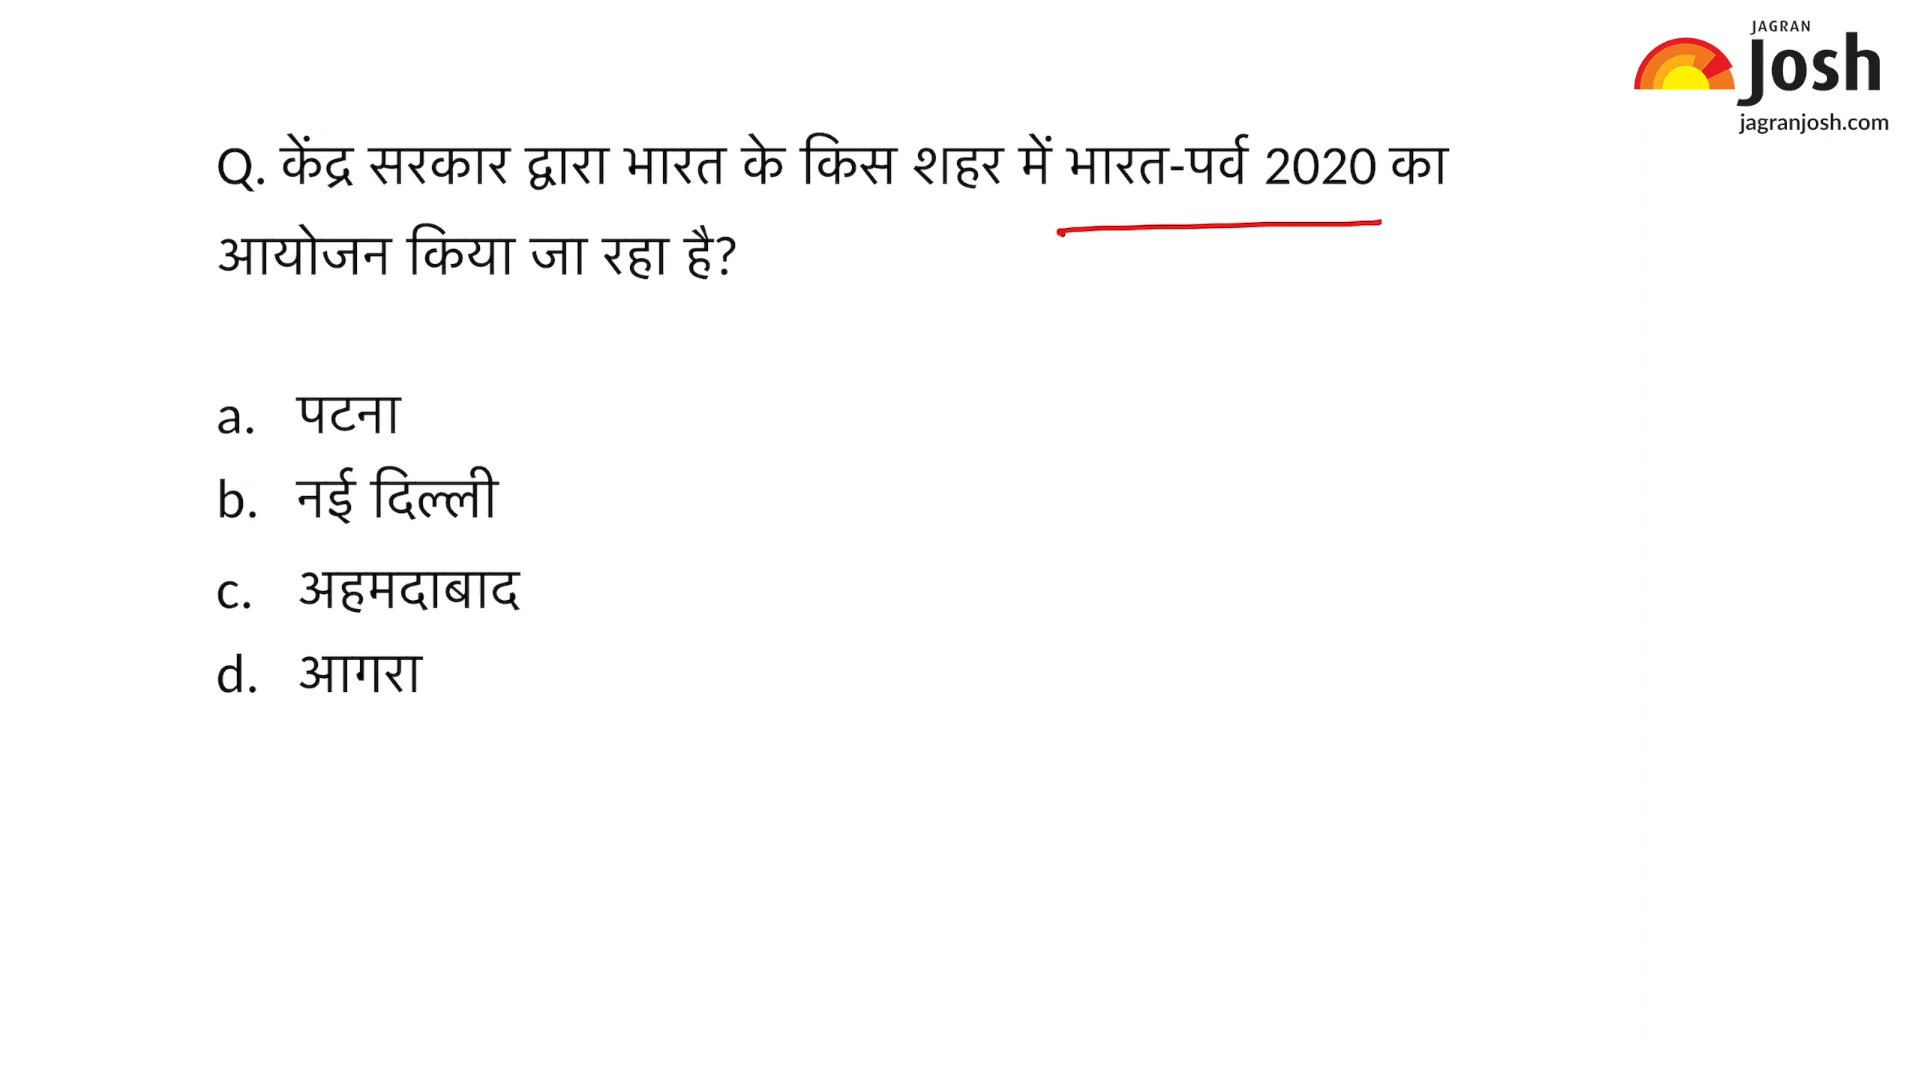 JAGRAN
Josh
jagranjosh.com
Q. केंद्र सरकार द्वारा भारत के किस शहर में भारत-पर्व 2020 का
आयोजन किया जा रहा है?
a. पटना
b. नई दिल्ली
c. अहमदाबाद
d. आगरा